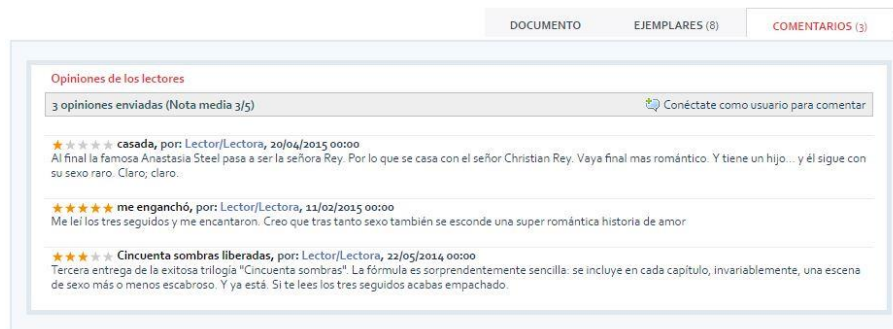 DOCUMENTO EJEMPLARES (8) COMENTARIOS (3)
Opiniones de los lectores
3 opiniones enviadas (Nota media 3/5) Conéctate como usuario para comentar
casada, por: Lector/Lectora, 20/04/2015 00:00
Al final la famosa Anastasia Steel pasa a ser la señora Rey. Por lo que se casa con el señor Christian Rey. Vaya final mas romántico. Y tiene un hijo... y él sigue con
su sexo raro. Claro; claro.
me enganchó, por: Lector/Lectora, 11/02/2015 00:00
Me leí los tres seguidos y me encantaron. Creo que tras tanto sexo también se esconde una super romántica historia de amor
Cincuenta sombras liberadas, por: Lector/Lectora, 22/05/2014 00:00
Tercera entrega de la exitosa trilogía "Cincuenta sombras". La fórmula es sorprendentemente sencilla: se incluye en cada capítulo, invariablemente, una escena
de sexo más o menos escabroso. Y ya está. Si te lees los tres seguidos acabas empachado.